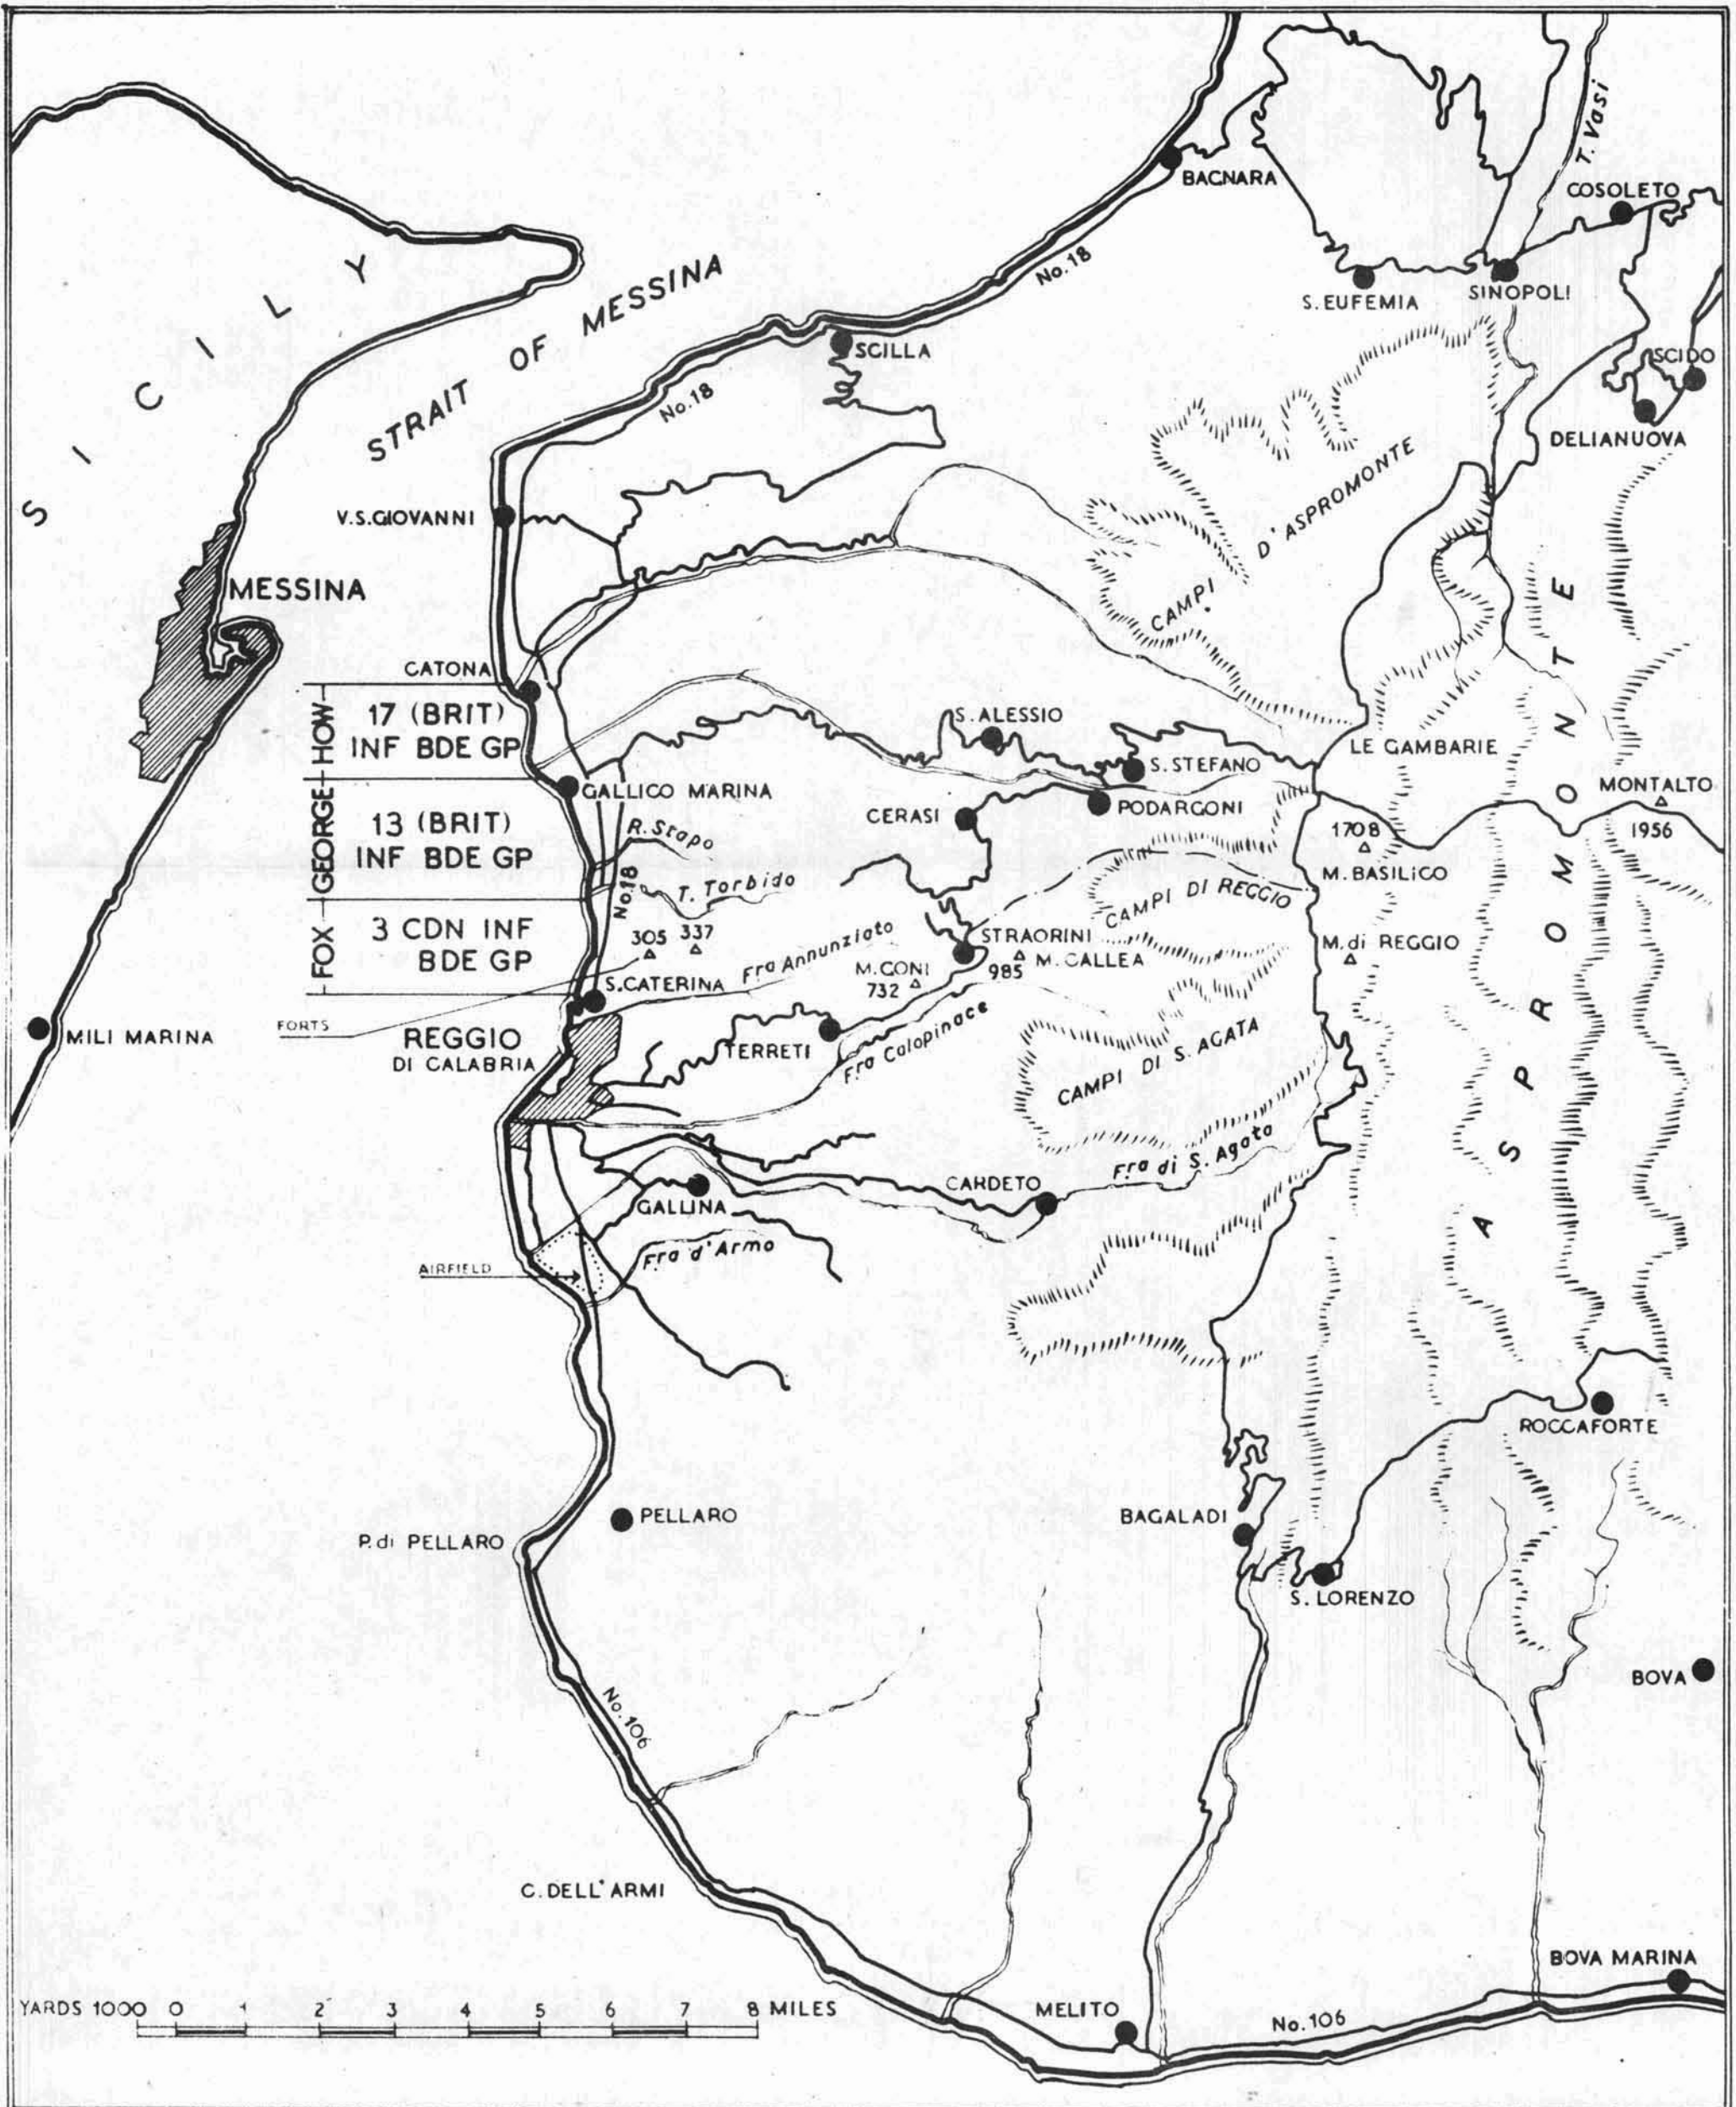 T. Vasi
BAGNARA
COSOLETO
SICILY
STRAIT OF MESSINA
No.18
S. EUFEMIA
SINOPOLI
SCILLA
No.18
SCIDO
DELIANUOVA
CAMPI D'ASPROMONTE
V.S.GIOVANNI
MESSINA
CATONA
HOW
17 (BRIT)
INF BDE GP
S. ALESSIO
LE GAMBARIE
S. STEFANO
GALLICO MARINA
PODARGONI
MONTALTO
1956
CERASI
GEORGE
13 (BRIT)
INF BDE GP
R. Stapo
1708
M. BASILICO
T. Torbido
No.18
CAMPI DI REGGIO
FOX
3 CDN INF
BDE GP
305 337
Fra Annunziato
STRAORINI
985 M. CALLEA
M. di REGGIO
M. GONI
732
S.CATERINA
FORTS
MILI MARINA
REGGIO
DI CALABRIA
TERRETI
Fra Calopinace
CAMPI DI S. AGATA
ASPROMONTE
Fra di S. Agata
CARDETO
GALLINA
Fra d'Armo
AIRFIELD
ROCCAFORTE
PELLARO
BAGALADI
P. di PELLARO
S. LORENZO
BOVA
No.106
C. DELL'ARMI
BOVA MARINA
YARDS 1000 0 1 2 3 4 5 6 7 8 MILES
MELITO
No.106